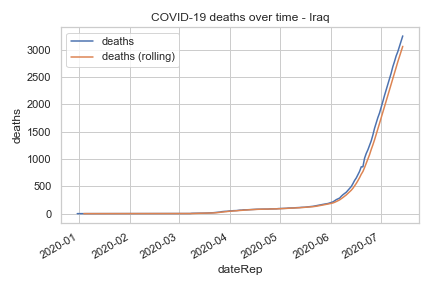 COVID-19 deaths over time - Iraq
deaths
deaths (rolling)
3000
2500
2000
1500
1000
500
0
deaths
2020-01
2020-02
2020-03
2020-04
2020-05
2020-06
2020-07
dateRep